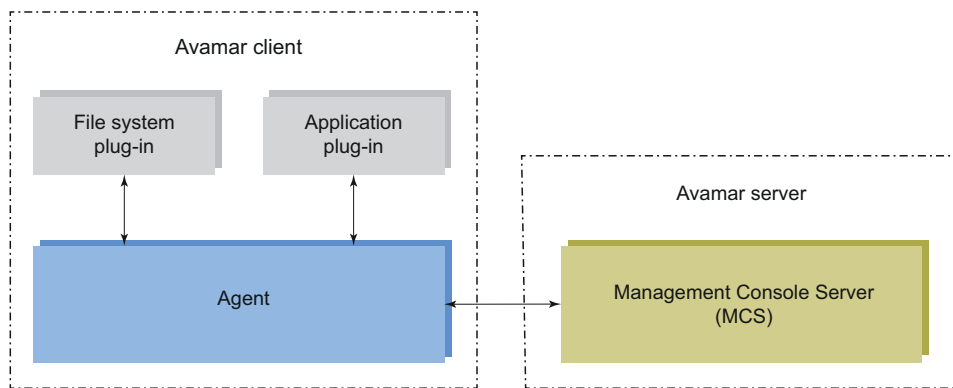 Avamar client
File system
plug-in
Application
plug-in
Agent
Avamar server
Management Console Server
(MCS)